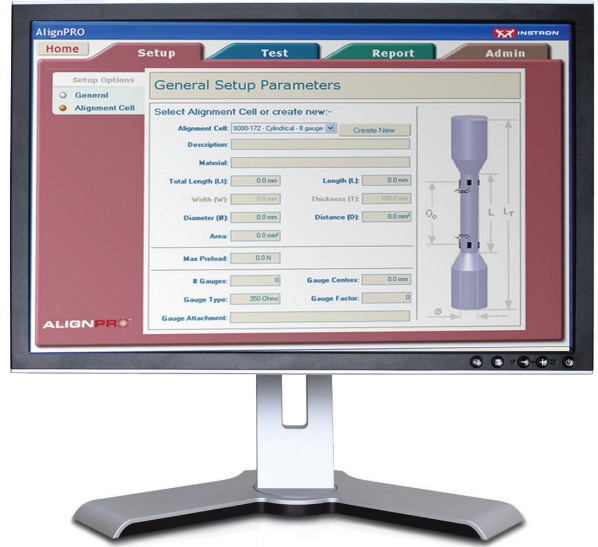 AlignPRO
INSTRON
Home Setup Test Report Admin
Setup Options
General
Alignment Cell
General Setup Parameters
Select Alignment Cell or create new:-
Alignment Cell: 8000-172 - Cylindrical - 8 gauge Create New
Description:
Material:
Total Length (Lt): 0.0 mm Length (L): 0.0 mm
Width (W): 0.0 mm Thickness (T): 100.0 mm
Diameter (Ø): 0.0 mm Distance (D): 0.0 mm²
Area: 0.0 mm²
Max Preload: 0.0 N
# Gauges: 0 Gauge Centres: 0.0 mm
Gauge Type: 350 Ohms Gauge Factor: 0
Gauge Attachment:
G₀ L L_T
Ø
ALIGNPRO